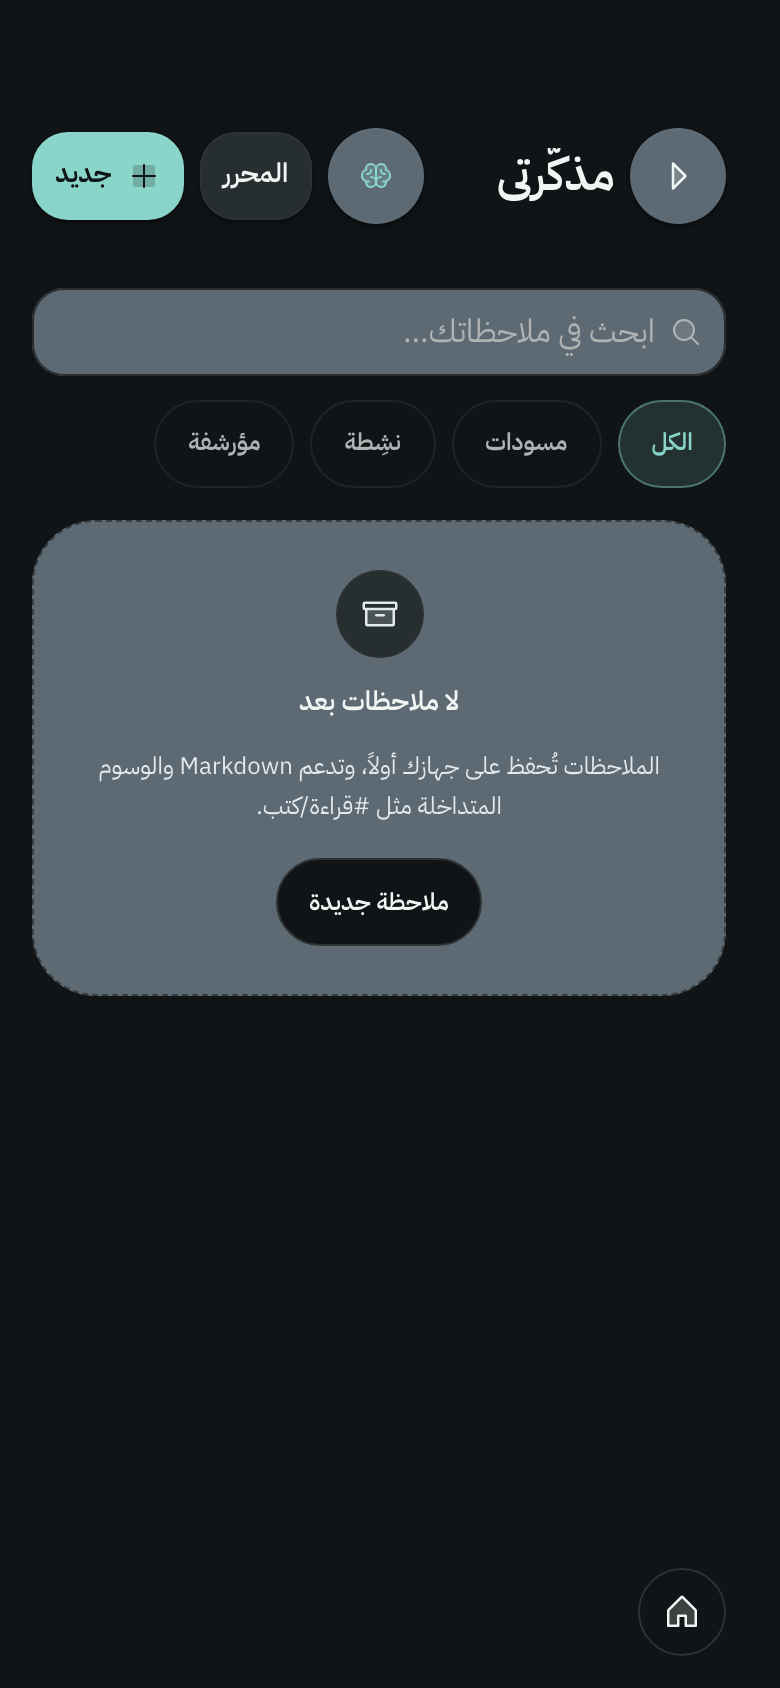 مذكّرتي
المحرر
جديد
ابحث في ملاحظاتك...
الكل
مسودات
نشِطة
مؤرشفة
لا ملاحظات بعد
الملاحظات تُحفظ على جهازك أولاً، وتدعم Markdown والوسوم
المتداخلة مثل #قراءة/كتب.
ملاحظة جديدة